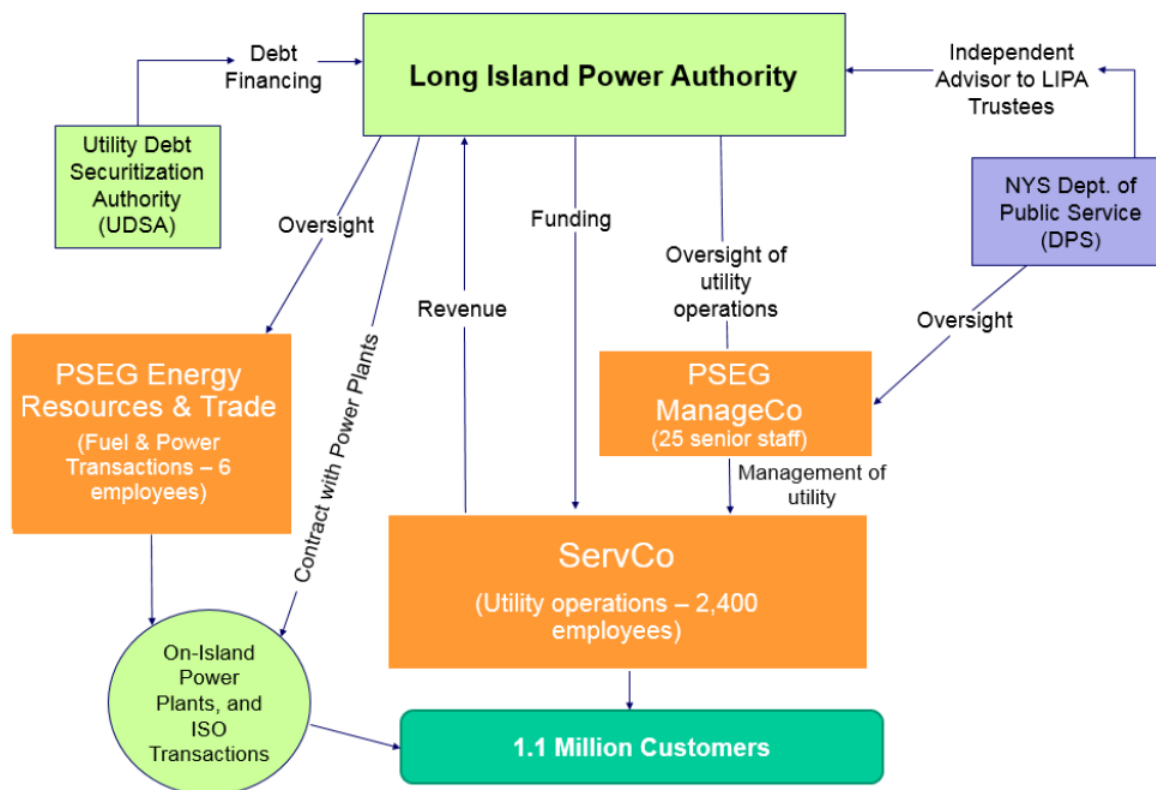 Debt
Financing
Long Island Power Authority
Independent
Advisor to LIPA
Trustees
Utility Debt
Securitization
Authority
(UDSA)
NYS Dept. of
Public Service
(DPS)
Oversight
Funding
Oversight of
utility
operations
Revenue
Oversight
PSEG Energy
Resources & Trade
(Fuel & Power
Transactions – 6
employees)
Contract with Power Plants
PSEG
ManageCo
(25 senior staff)
Management of
utility
ServCo
(Utility operations – 2,400
employees)
On-Island
Power
Plants, and
ISO
Transactions
1.1 Million Customers